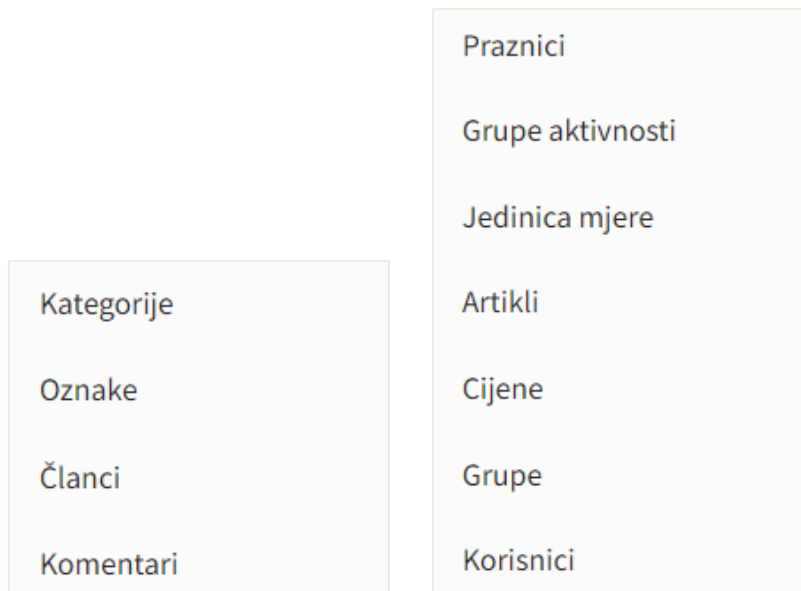 Kategorije
Oznake
Članci
Komentari
Praznici
Grupe aktivnosti
Jedinica mjere
Artikli
Cijene
Grupe
Korisnici